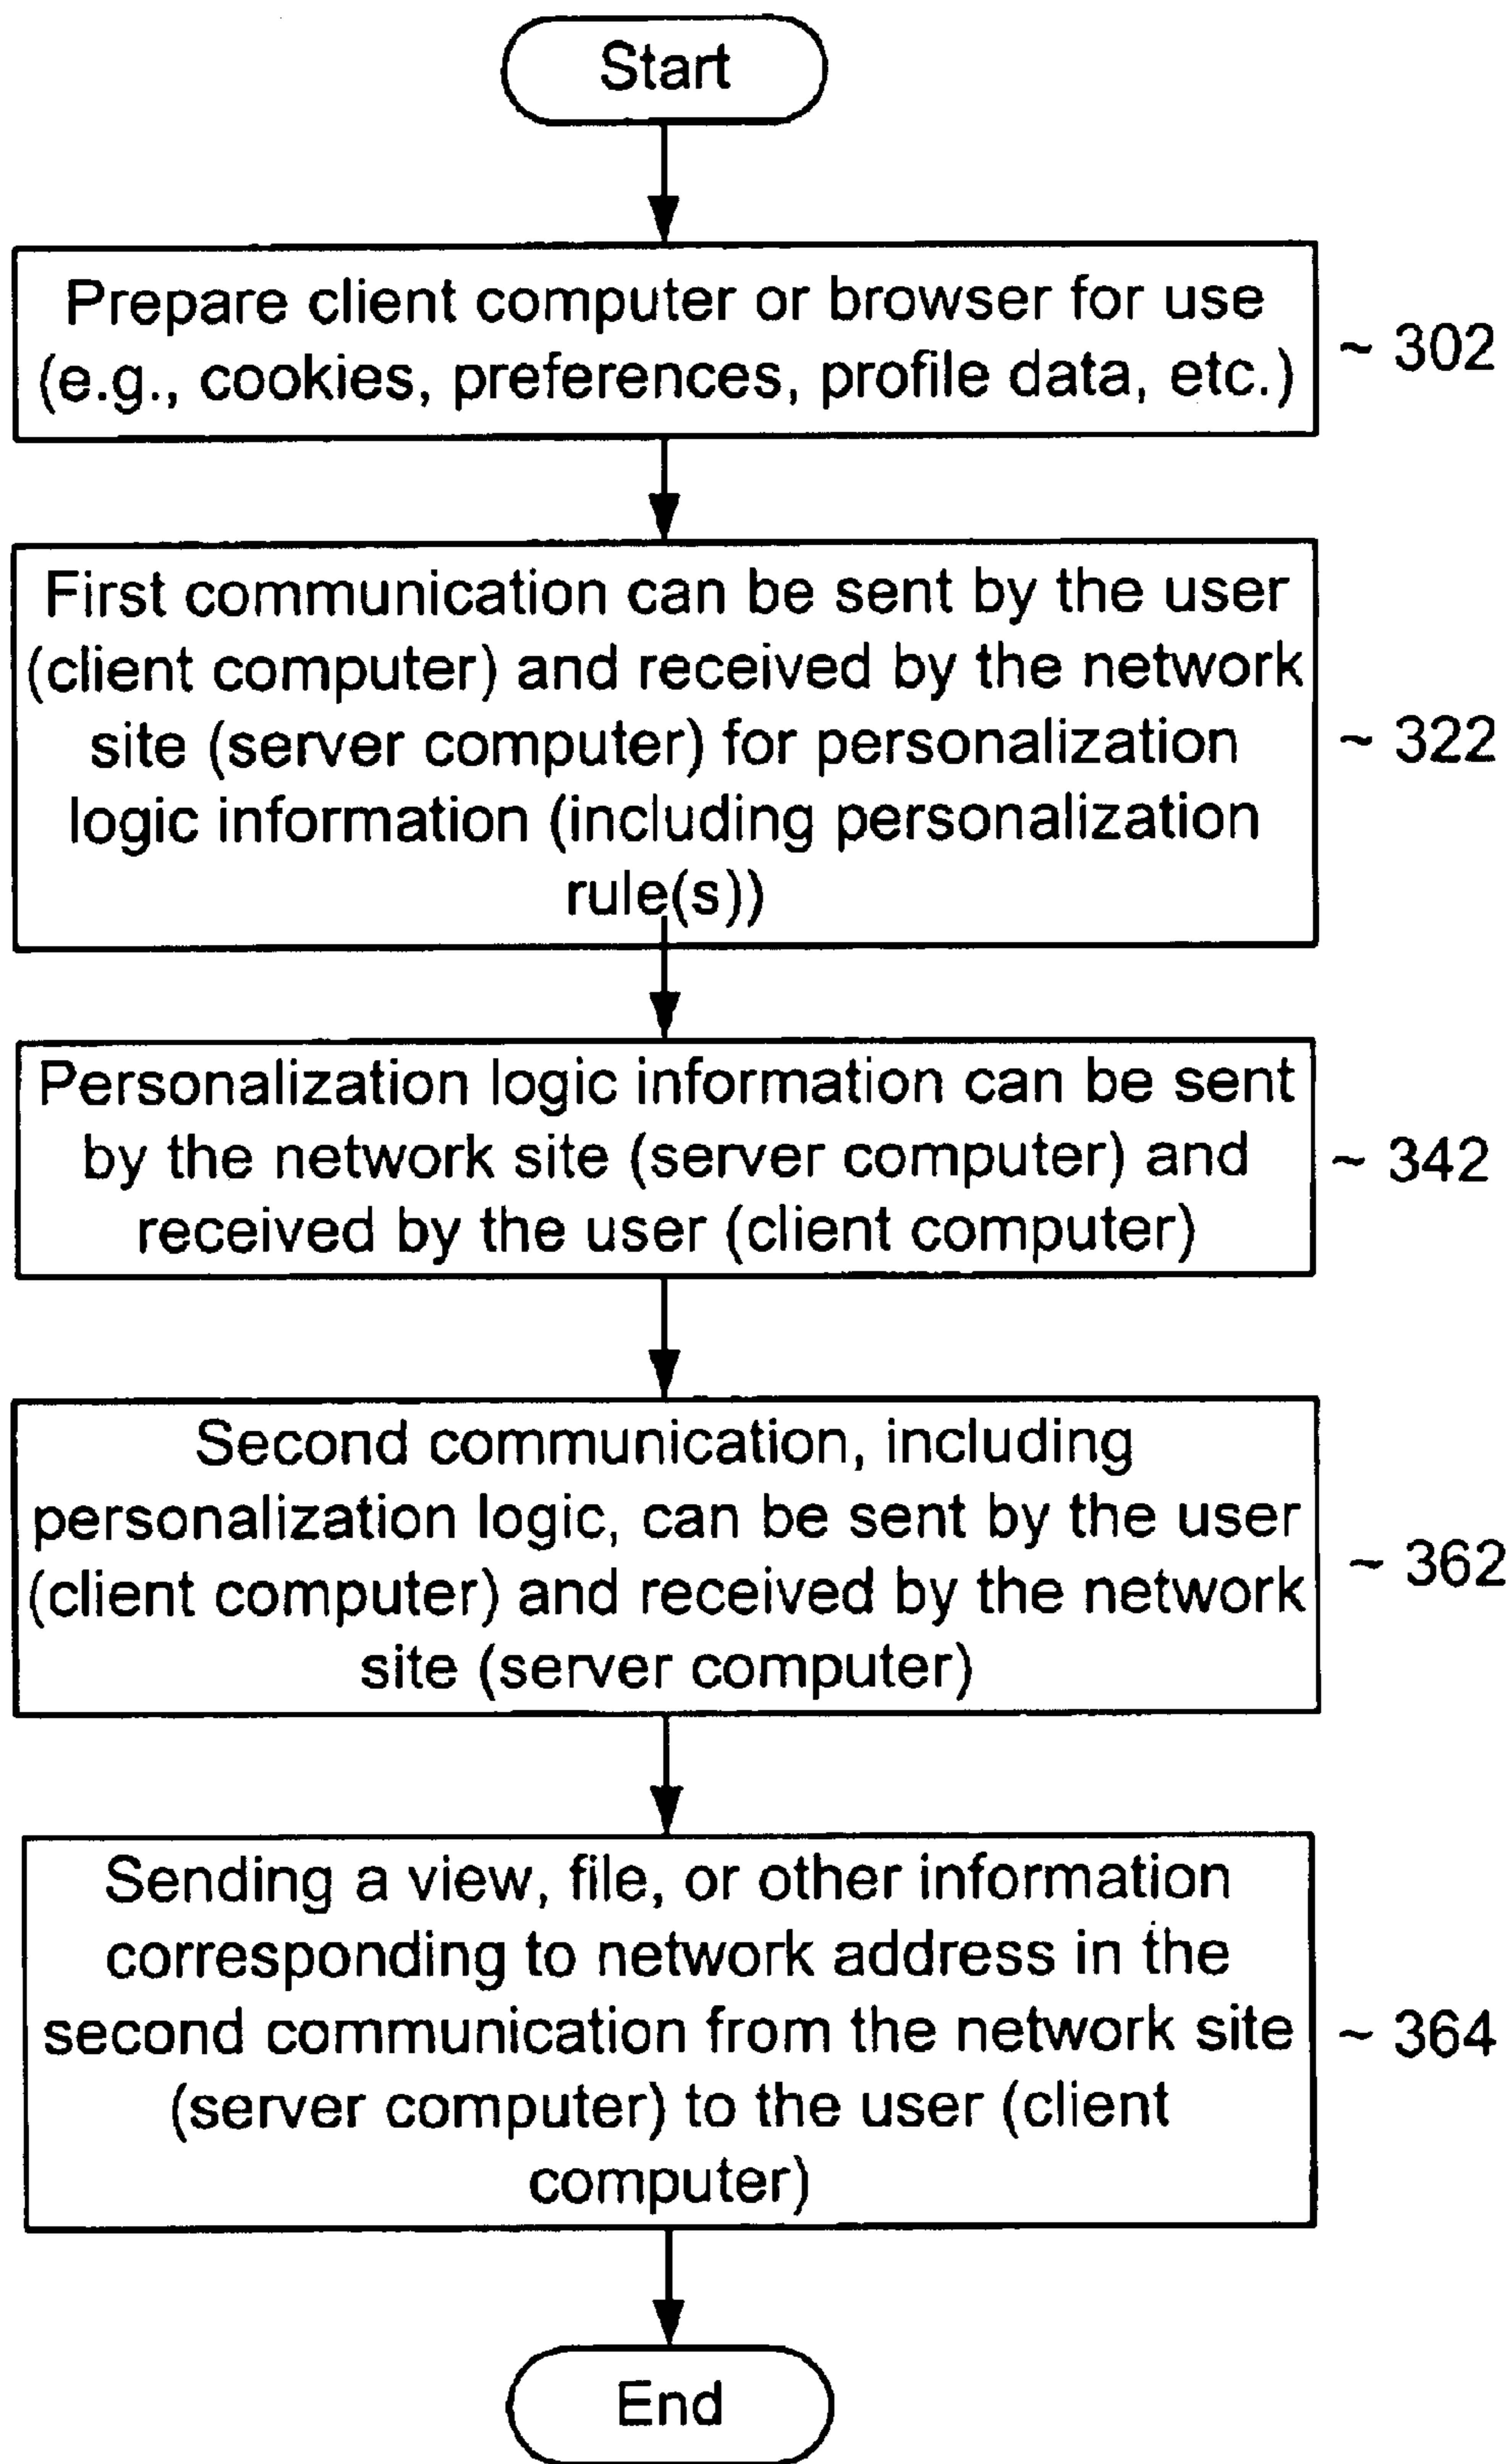 Start
Prepare client computer or browser for use
(e.g., cookies, preferences, profile data, etc.)
~ 302
First communication can be sent by the user
(client computer) and received by the network
site (server computer) for personalization
logic information (including personalization
rule(s))
~ 322
Personalization logic information can be sent
by the network site (server computer) and
received by the user (client computer)
~ 342
Second communication, including
personalization logic, can be sent by the user
(client computer) and received by the network
site (server computer)
~ 362
Sending a view, file, or other information
corresponding to network address in the
second communication from the network site
(server computer) to the user (client
computer)
~ 364
End